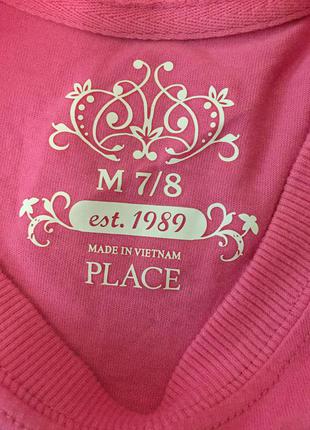 M 7/8
est. 1989
MADE IN VIETNAM
PLACE